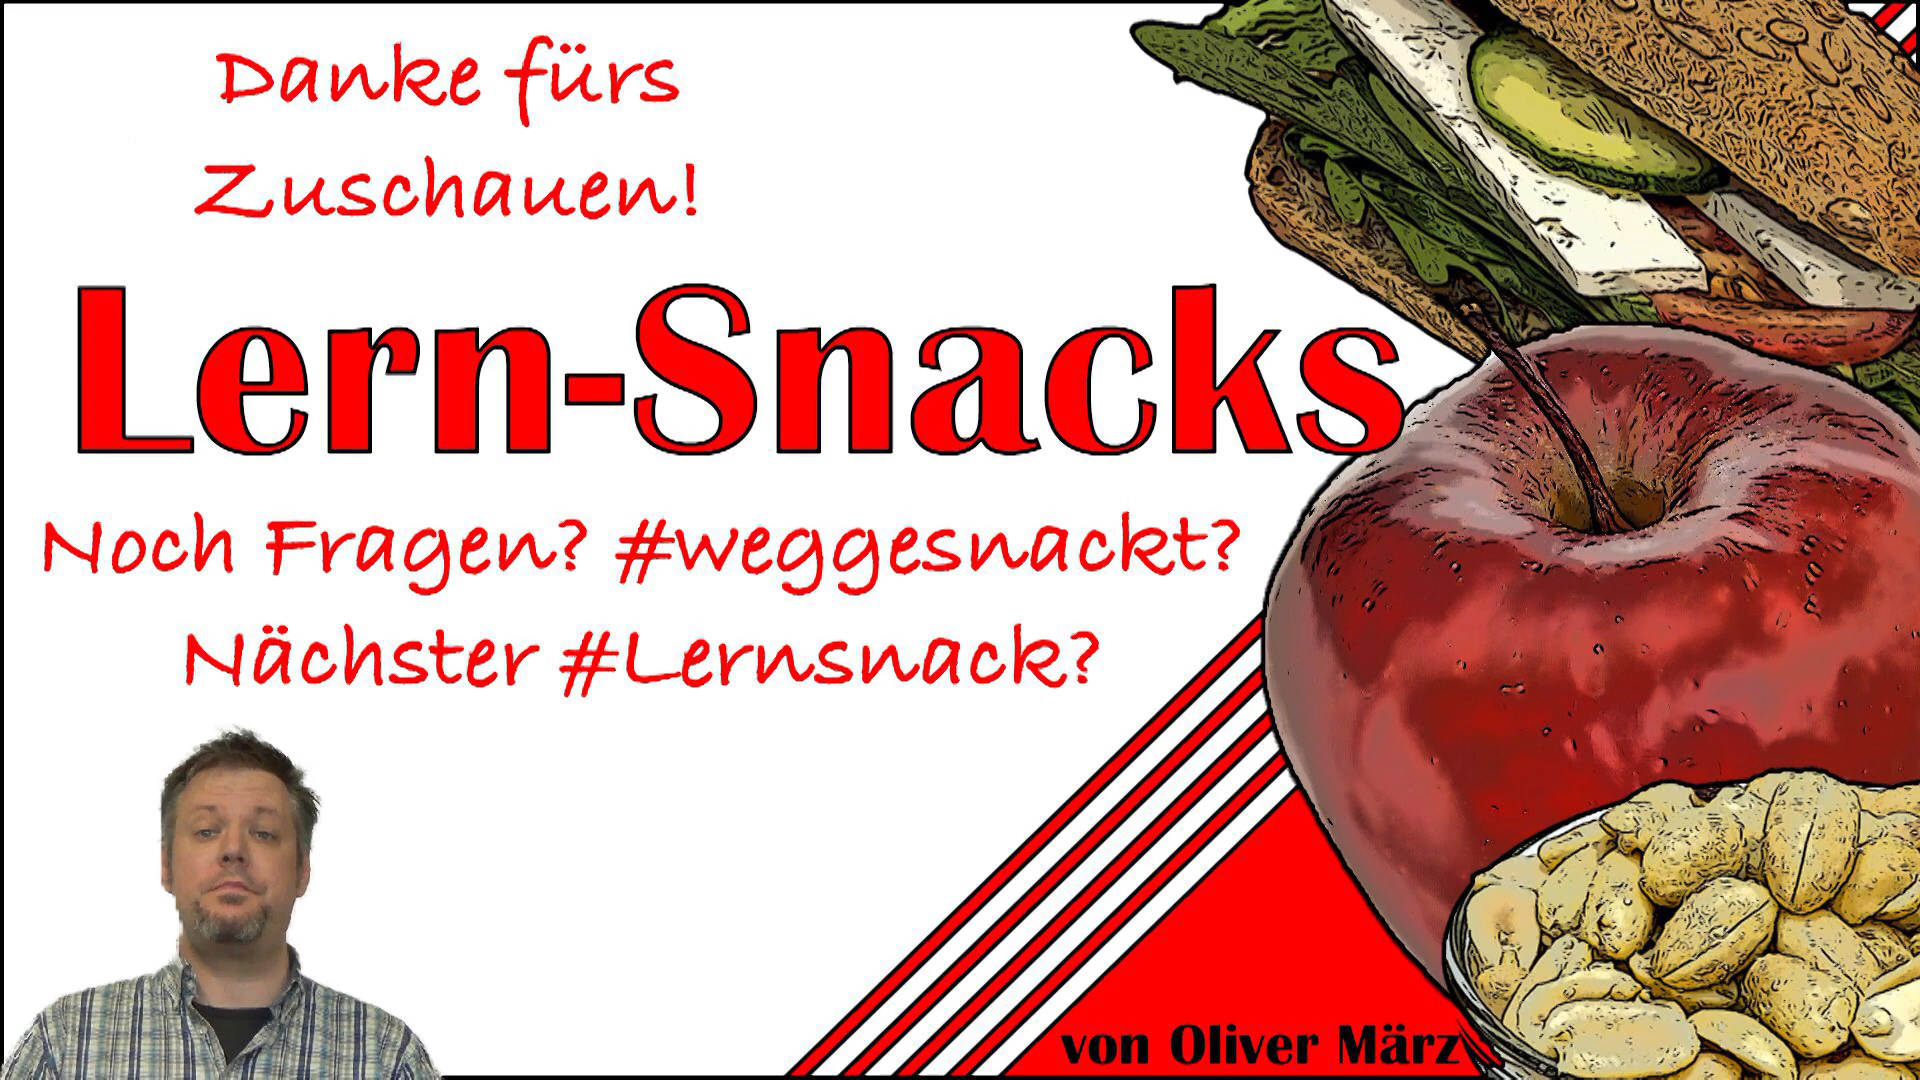 Danke fürs
Zuschauen!
Lern-Snacks
Noch Fragen? #weggesnackt?
Nächster #Lernsnack?
von Oliver März